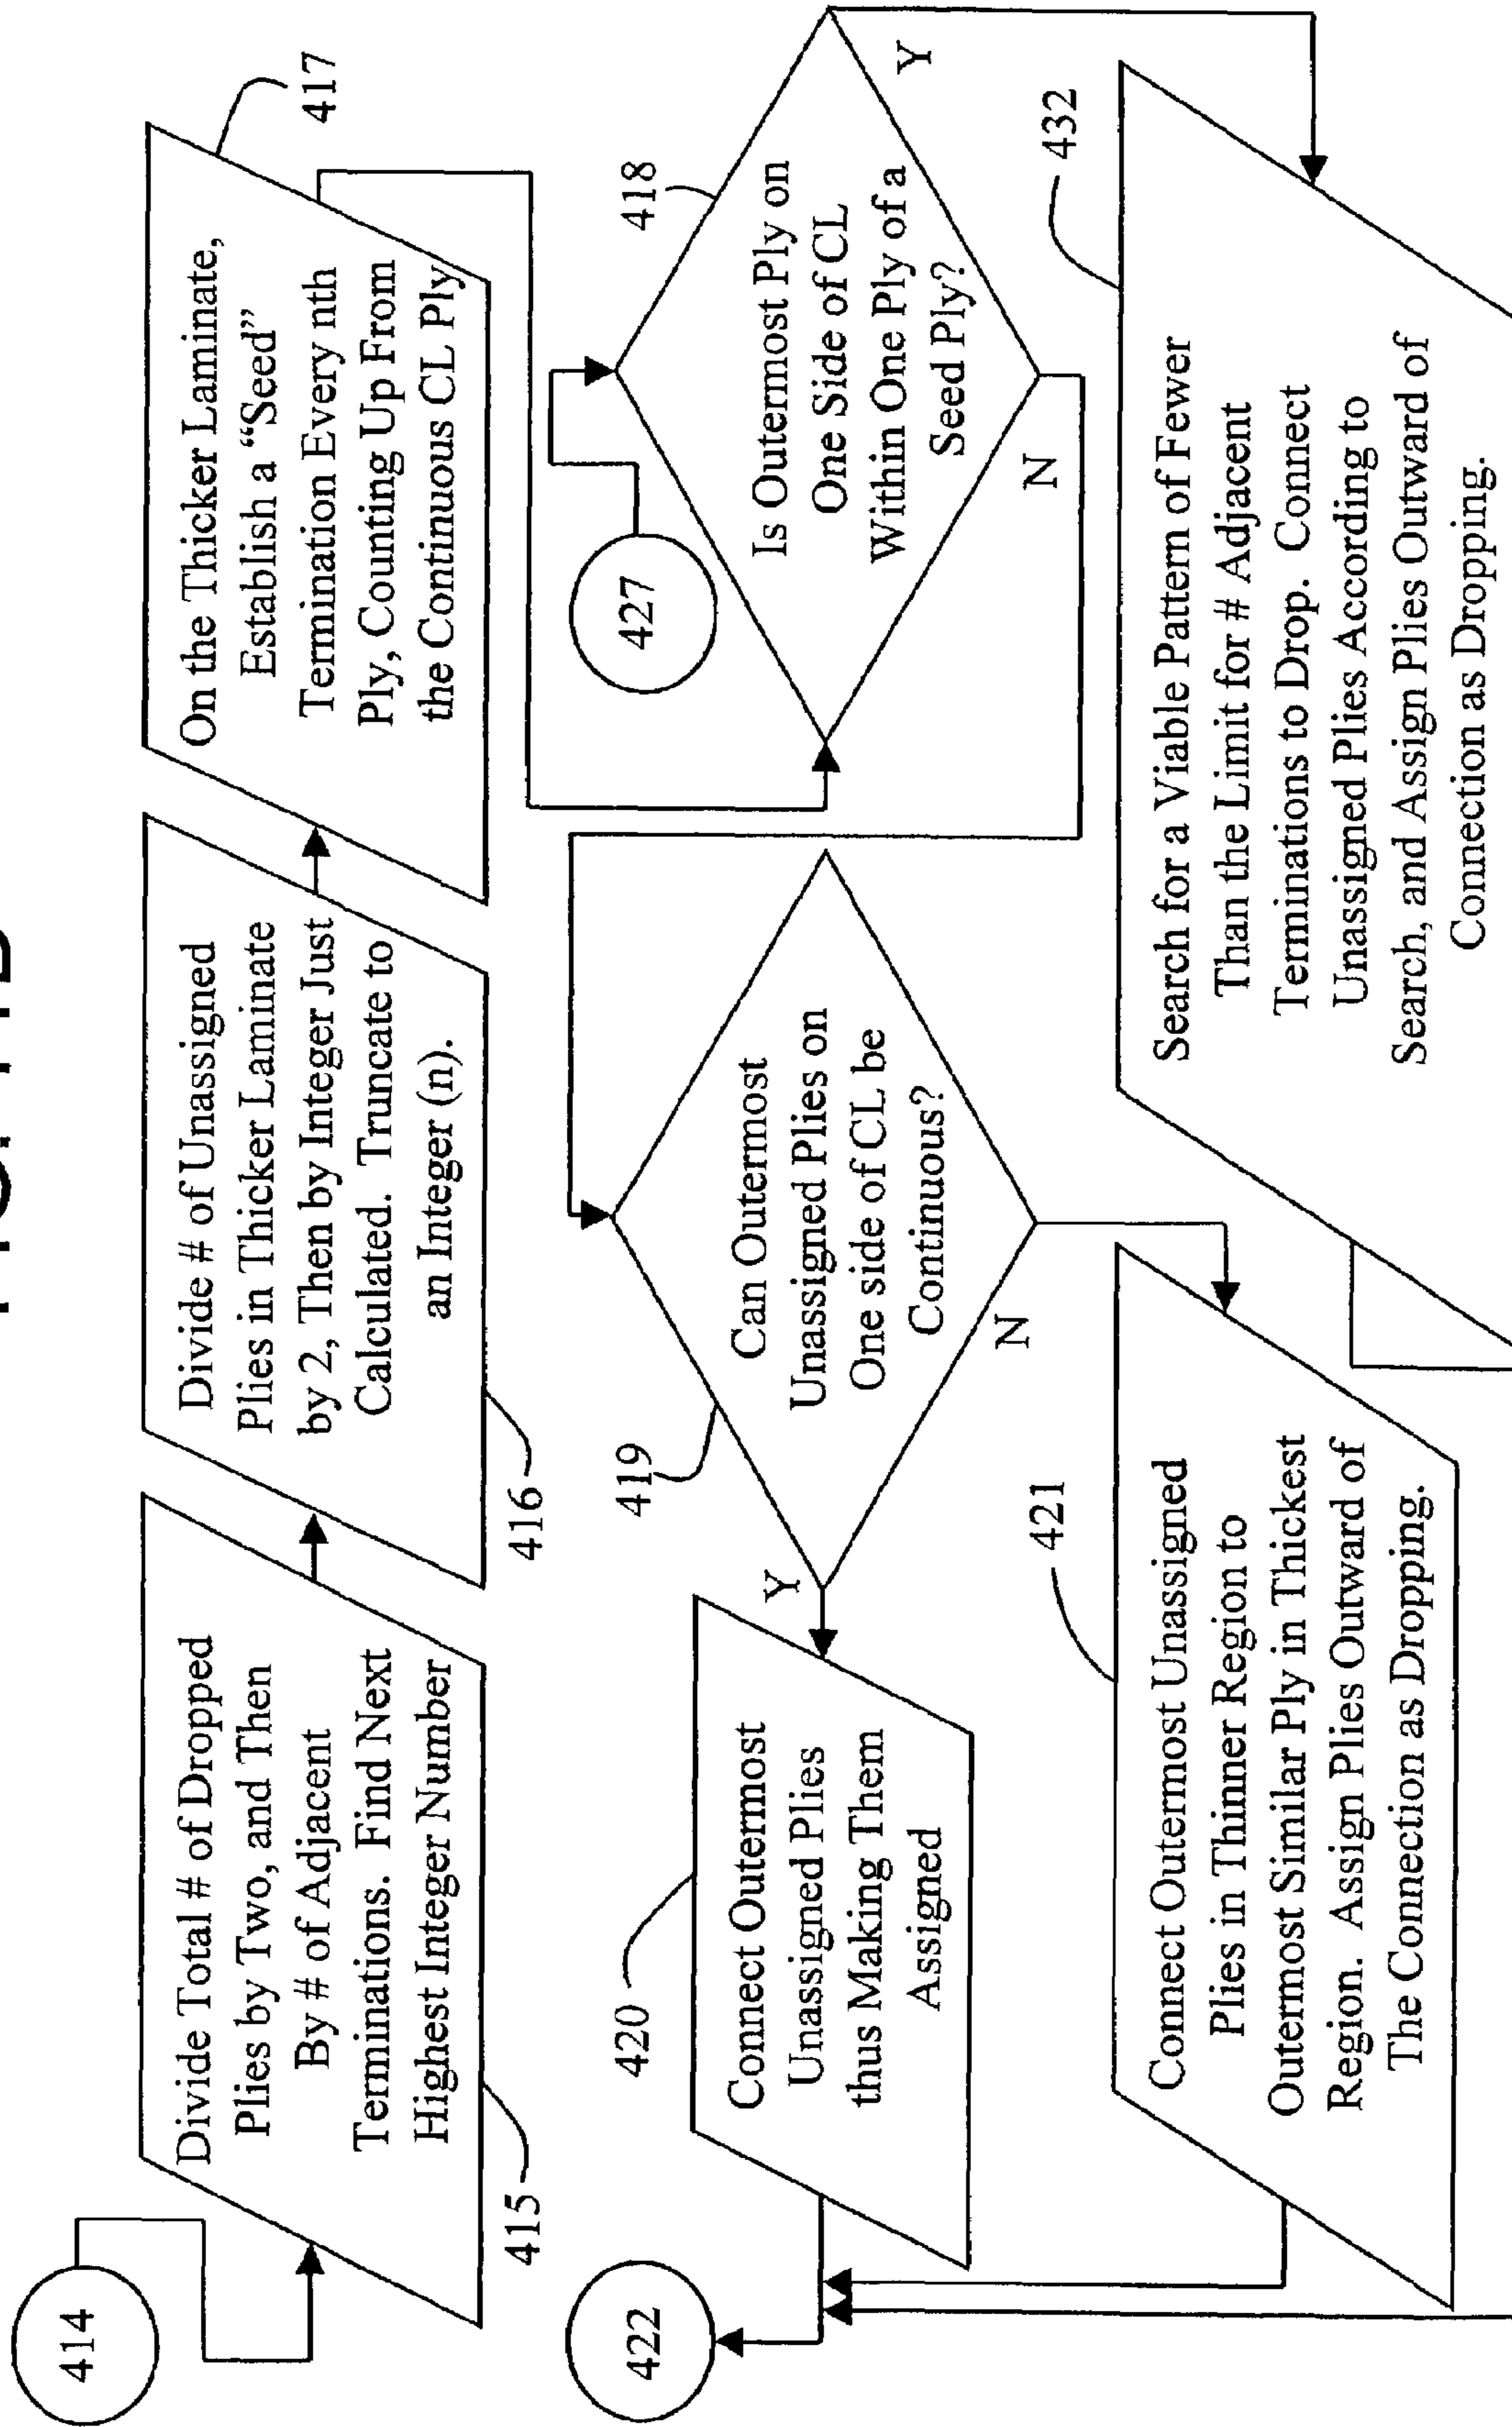 414
Divide Total # of Dropped
Plies by Two, and Then
By # of Adjacent
Terminations. Find Next
Highest Integer Number
415
Divide # of Unassigned
Plies in Thicker Laminate
by 2, Then by Integer Just
Calculated. Truncate to
an Integer (n).
416
On the Thicker Laminate,
Establish a “Seed”
Termination Every nth
Ply, Counting Up From
the Continuous CL Ply
417
427
Is Outermost Ply on
One Side of CL
Within One Ply of a
Seed Ply?
418
Y
N
Can Outermost
Unassigned Plies on
One side of CL be
Continuous?
419
Y
N
Connect Outermost
Unassigned Plies
thus Making Them
Assigned
420
422
Connect Outermost Unassigned
Plies in Thinner Region to
Outermost Similar Ply in Thickest
Region. Assign Plies Outward of
The Connection as Dropping.
421
Search for a Viable Pattern of Fewer
Than the Limit for # Adjacent
Terminations to Drop. Connect
Unassigned Plies According to
Search, and Assign Plies Outward of
Connection as Dropping.
432